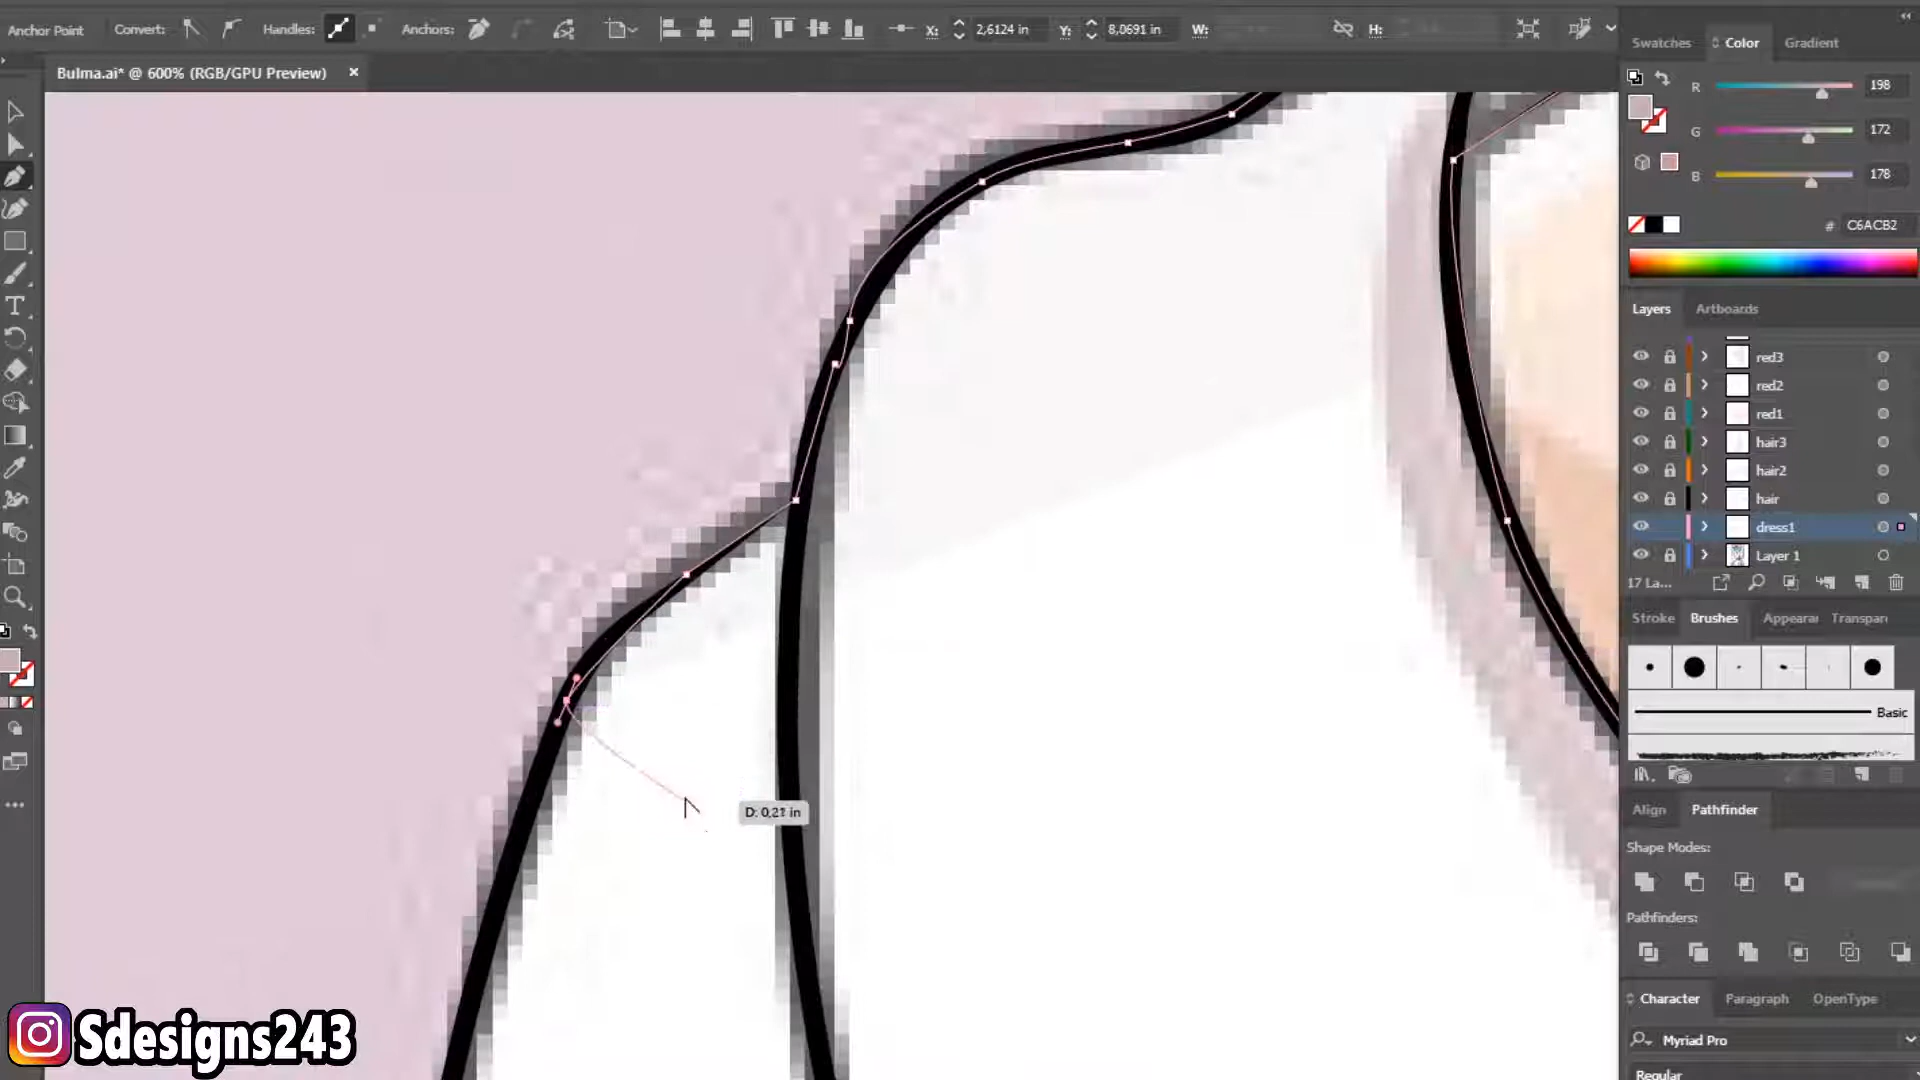 Anchor Point Convert: Handles: Anchors: X: 2,6124 in Y: 8,0691 in W: H:
Bulma.ai* @ 600% (RGB/GPU Preview) ×
Swatches Color Gradient
R 198
G 172
B 178
# C6ACB2
Layers Artboards
red3
red2
red1
hair3
hair2
hair
dress1
Layer 1
17 La...
Stroke Brushes Appeara Transpar
Basic
Align Pathfinder
Shape Modes:
Pathfinders:
Character Paragraph OpenType
Myriad Pro
Regular
D: 0,21 in
Sdesigns243